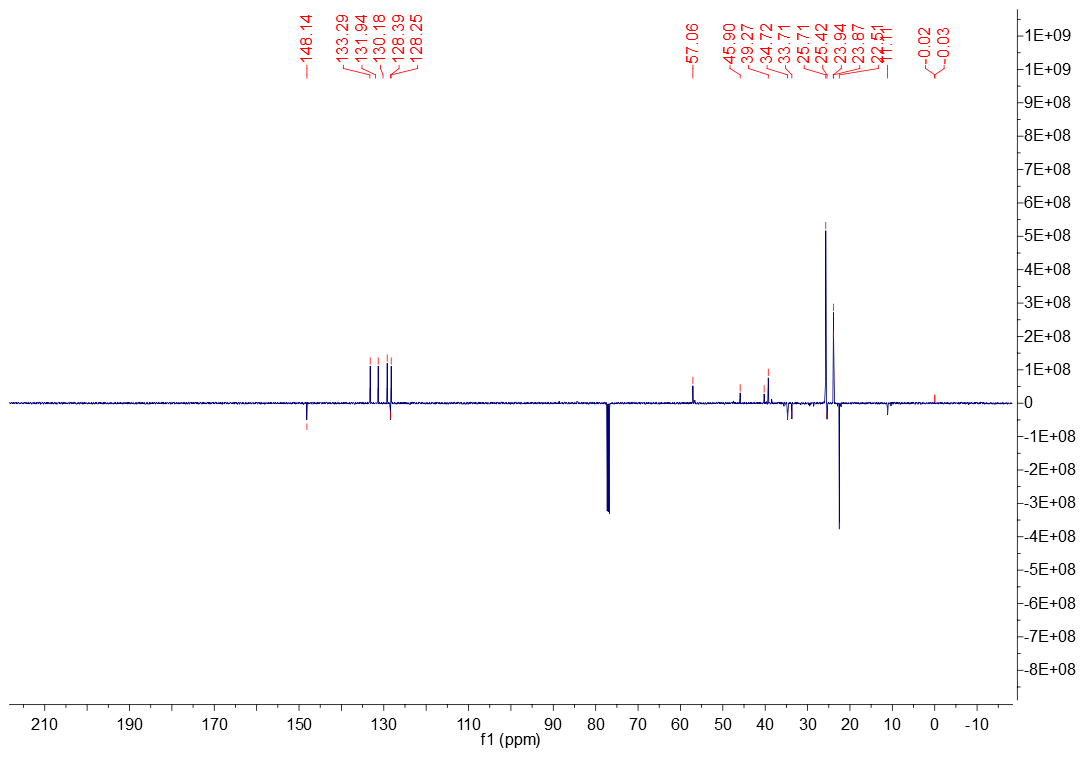 148.14
133.29
131.94
130.18
128.39
128.25
57.06
45.90
39.27
34.72
33.71
25.71
25.42
23.94
23.87
22.51
11.11
-0.02
-0.03
1E+09
1E+09
9E+08
8E+08
7E+08
6E+08
5E+08
4E+08
3E+08
2E+08
1E+08
0
-1E+08
-2E+08
-3E+08
-4E+08
-5E+08
-6E+08
-7E+08
-8E+08
210 190 170 150 130 110 90 80 70 60 50 40 30 20 10 0 -10
f1 (ppm)